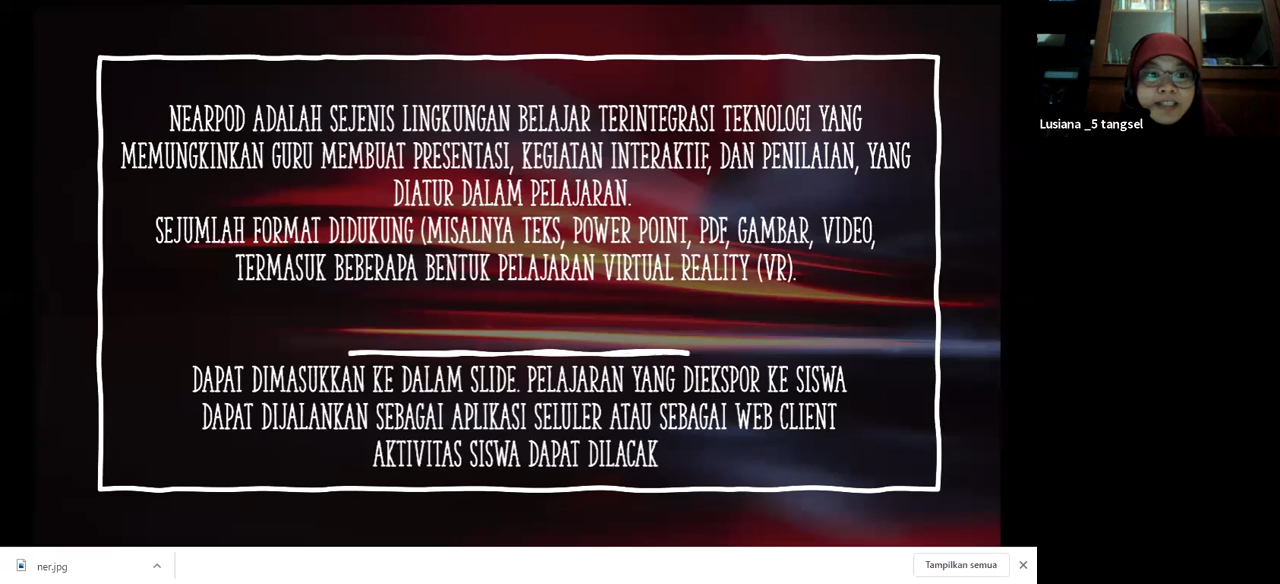 NEARPOD ADALAH SEJENIS LINGKUNGAN BELAJAR TERINTEGRASI TEKNOLOGI YANG
MEMUNGKINKAN GURU MEMBUAT PRESENTASI, KEGIATAN INTERAKTIF, DAN PENILAIAN, YANG
DIATUR DALAM PELAJARAN.
SEJUMLAH FORMAT DIDUKUNG (MISALNYA TEKS, POWER POINT, PDF, GAMBAR, VIDEO,
TERMASUK BEBERAPA BENTUK PELAJARAN VIRTUAL REALITY (VR).
DAPAT DIMASUKKAN KE DALAM SLIDE. PELAJARAN YANG DIEKSPOR KE SISWA
DAPAT DIJALANKAN SEBAGAI APLIKASI SELULER ATAU SEBAGAI WEB CLIENT
AKTIVITAS SISWA DAPAT DILACAK
Lusiana _5 tangsel
ner.jpg
Tampilkan semua